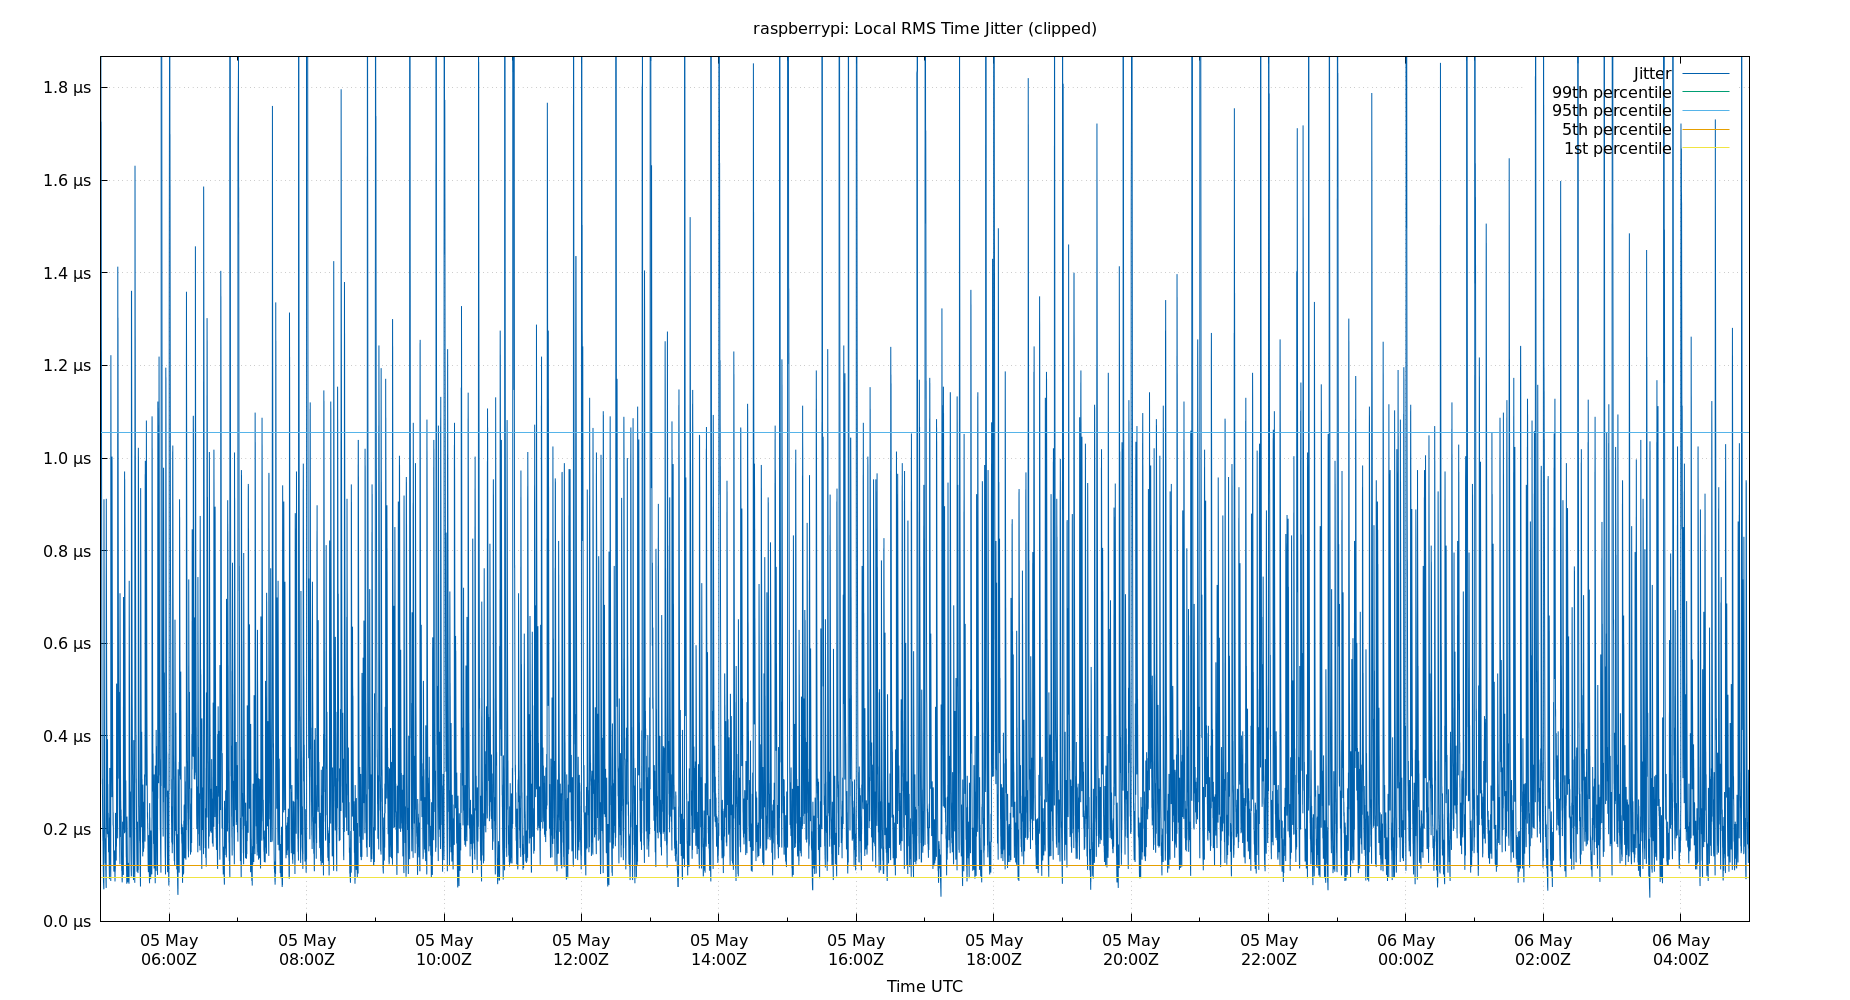 raspberrypi: Local RMS Time Jitter (clipped)
1.8 μs
1.6 μs
1.4 μs
1.2 μs
1.0 μs
0.8 μs
0.6 μs
0.4 μs
0.2 μs
0.0 μs
Jitter
99th percentile
95th percentile
5th percentile
1st percentile
05 May 05 May 05 May 05 May 05 May 05 May 05 May 05 May 05 May 06 May 06 May 06 May
06:00Z 08:00Z 10:00Z 12:00Z 14:00Z 16:00Z 18:00Z 20:00Z 22:00Z 00:00Z 02:00Z 04:00Z
Time UTC